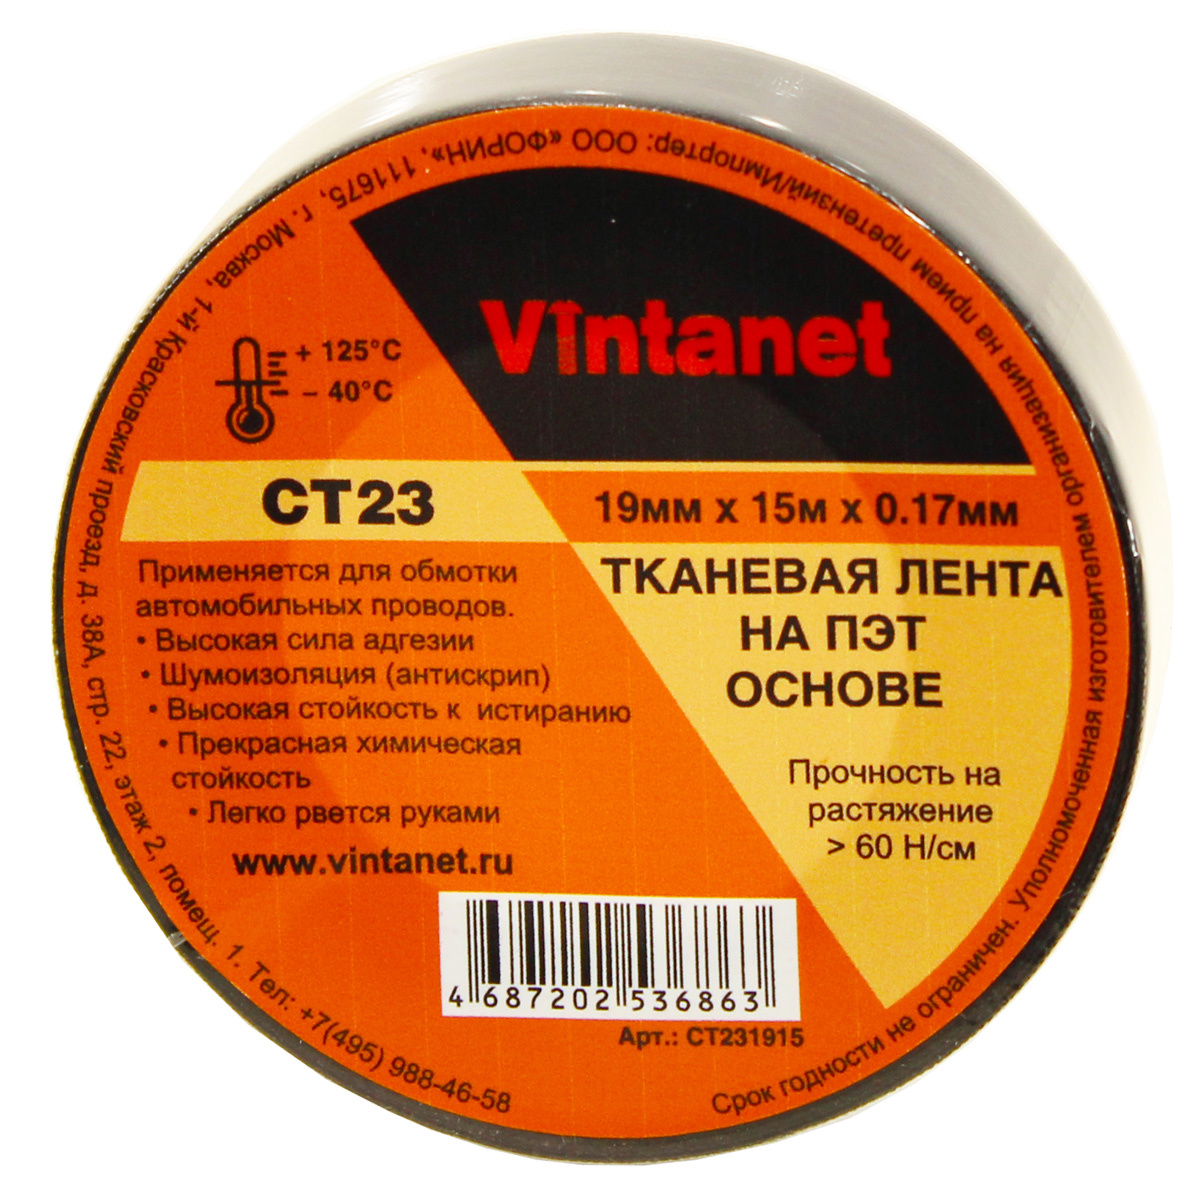 Vintanet
+ 125°C
– 40°C
СТ23
19мм x 15м x 0.17мм
ТКАНЕВАЯ ЛЕНТА
НА ПЭТ
ОСНОВЕ
Применяется для обмотки
автомобильных проводов.
• Высокая сила адгезии
• Шумоизоляция (антискрип)
• Высокая стойкость к истиранию
• Прекрасная химическая
стойкость
• Легко рвется руками
www.vintanet.ru
Прочность на
растяжение
> 60 Н/см
4 687202 536863
Арт.: СТ231915
Срок годности не ограничен. Уполномоченная изготовителем организация на прием претензий/Импортер: ООО «ФОРИН», 111675, г. Москва, 1-й Красковский проезд, д. 38А, стр. 22, этаж 2, помещ. 1. Тел: +7(495) 988-46-58